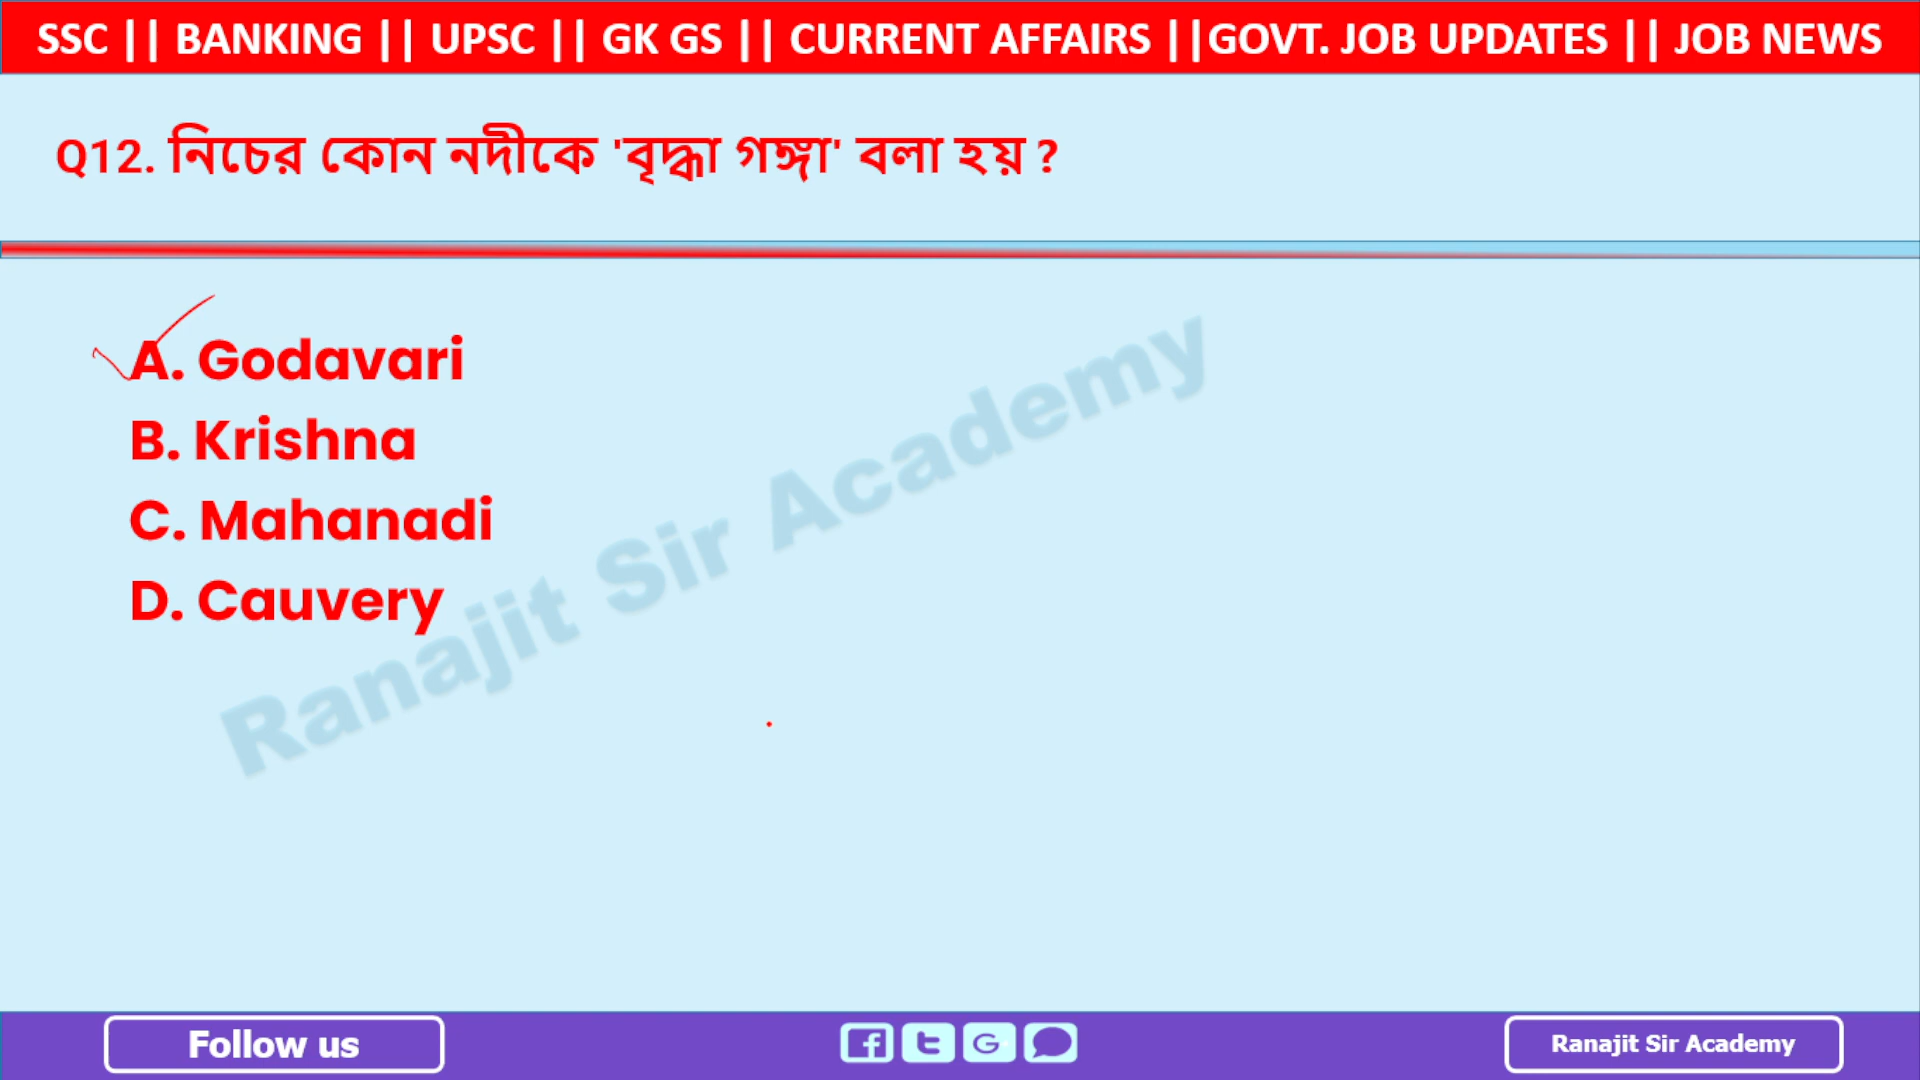 SSC || BANKING || UPSC || GK GS || CURRENT AFFAIRS ||GOVT. JOB UPDATES || JOB NEWS
Q12. নিচের কোন নদীকে 'বৃদ্ধা গঙ্গা' বলা হয় ?
A. Godavari
B. Krishna
C. Mahanadi
D. Cauvery
Ranajit Sir Academy
Follow us
Ranajit Sir Academy